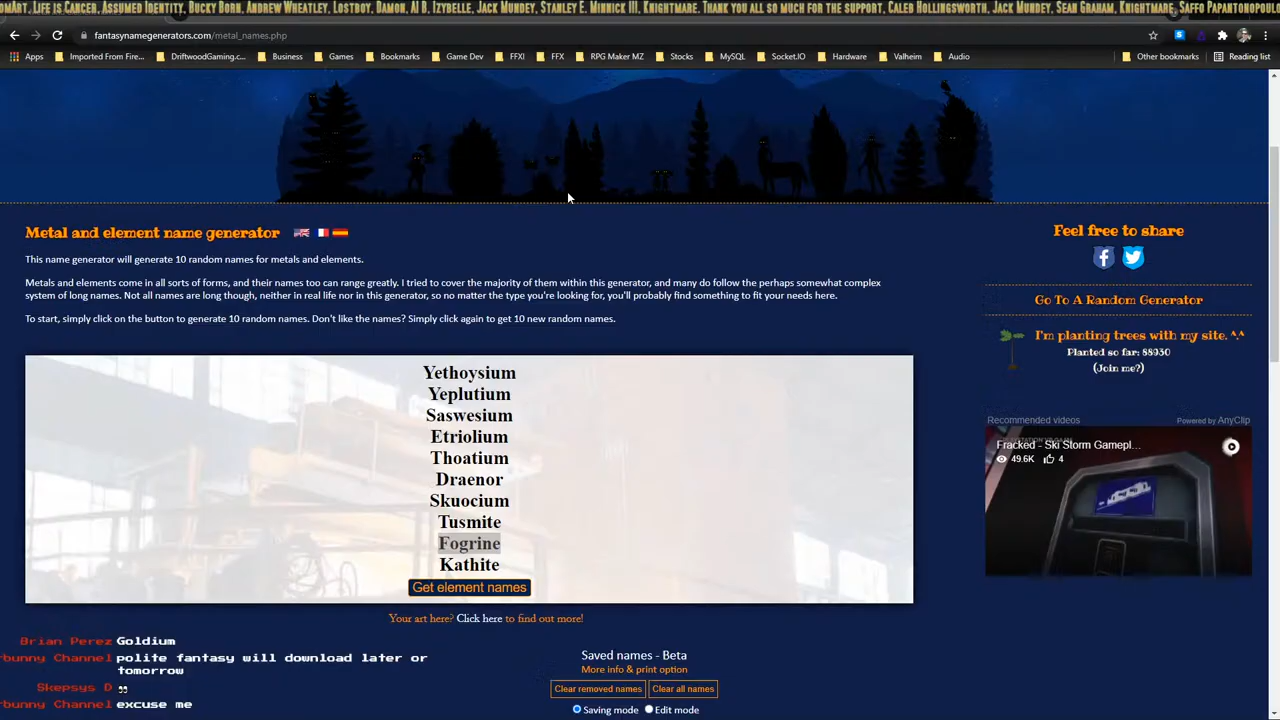 omArt, Life is Cancer, Assumed Identity, Bucky Born, Andrew Wheatley, Lostboy, Damon, Al B, Izybelle, Jack Mundey, Stanley E. Minnick III, Knightmare. Thank you all so much for the support, Caleb Hollingsworth, Jack Mundey, Sean Graham, Knightmare, Saffo Papantonopoulo
fantasynamegenerators.com/metal_names.php
Apps Imported From Fire... DriftwoodGaming.c... Business Games Bookmarks Game Dev FFXI FFX RPG Maker MZ Stocks MySQL Socket.IO Hardware Valheim Audio Other bookmarks Reading list
Metal and element name generator
This name generator will generate 10 random names for metals and elements.
Metals and elements come in all sorts of forms, and their names too can range greatly. I tried to cover the majority of them within this generator, and many do follow the perhaps somewhat complex
system of long names. Not all names are long though, neither in real life nor in this generator, so no matter the type you're looking for, you'll probably find something to fit your needs here.
To start, simply click on the button to generate 10 random names. Don't like the names? Simply click again to get 10 new random names.
Yethoysium
Yeplutium
Saswesium
Etriolium
Thoatium
Draenor
Skuocium
Tusmite
Fogrine
Kathite
Get element names
Your art here? Click here to find out more!
Saved names - Beta
More info & print option
Clear removed names Clear all names
Saving mode Edit mode
Feel free to share
Go To A Random Generator
I'm planting trees with my site. ^.^
Planted so far: 88930
(Join me?)
Recommended videos Powered by AnyClip
Fracked - Ski Storm Gamepl...
49.6K 4
Brian Perez Goldium
rbunny Channel polite fantasy will download later or
tomorrow
Skepsys D
rbunny Channel excuse me